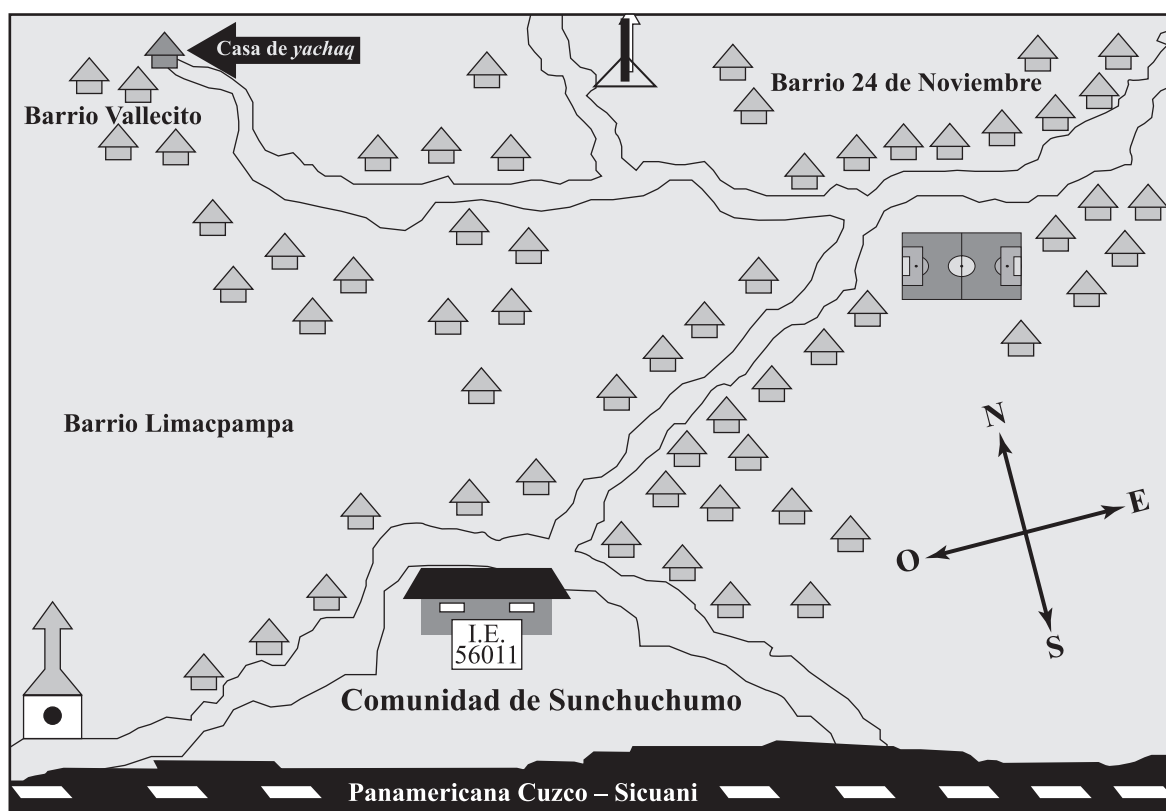 Casa de yachaq
Barrio 24 de Noviembre
Barrio Vallecito
Barrio Limacpampa
N
E
O
S
I.E.
56011
Comunidad de Sunchuchumo
Panamericana Cuzco – Sicuani